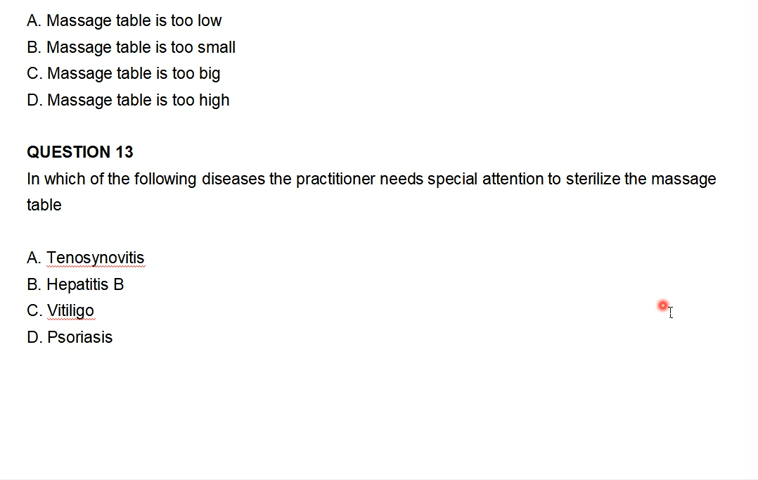 A. Massage table is too low
B. Massage table is too small
C. Massage table is too big
D. Massage table is too high
QUESTION 13
In which of the following diseases the practitioner needs special attention to sterilize the massage
table
A. Tenosynovitis
B. Hepatitis B
C. Vitiligo
D. Psoriasis